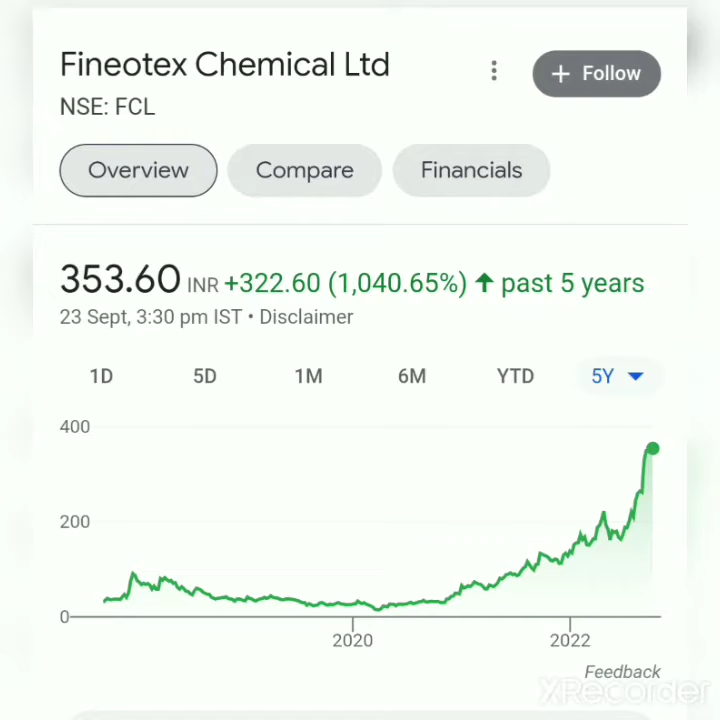 Fineotex Chemical Ltd
+ Follow
NSE: FCL
Overview Compare Financials
353.60 INR +322.60 (1,040.65%) ↑ past 5 years
23 Sept, 3:30 pm IST • Disclaimer
1D 5D 1M 6M YTD 5Y
400
200
0
2020 2022
Feedback
XRecorder